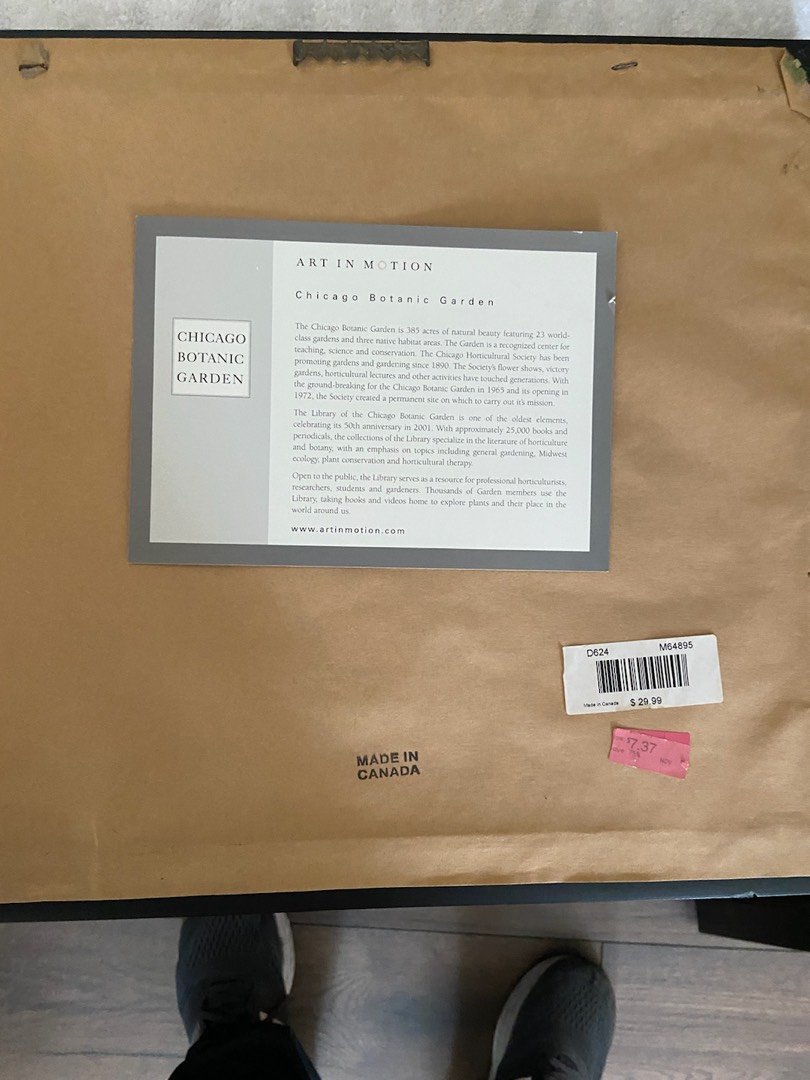 ART IN MOTION
Chicago Botanic Garden
CHICAGO
BOTANIC
GARDEN
The Chicago Botanic Garden is 385 acres of natural beauty featuring 23 world-
class gardens and three native habitat areas. The Garden is a recognized center for
teaching, science and conservation. The Chicago Horticultural Society has been
promoting gardens and gardening since 1890. The Society's flower shows, victory
gardens, horticultural lectures and other activities have touched generations. With
the ground-breaking for the Chicago Botanic Garden in 1965 and its opening in
1972, the Society created a permanent site on which to carry out it's mission.
The Library of the Chicago Botanic Garden is one of the oldest elements,
celebrating its 50th anniversary in 2001. With approximately 25,000 books and
periodicals, the collections of the Library specialize in the literature of horticulture
and botany, with an emphasis on topics including general gardening, Midwest
ecology, plant conservation and horticultural therapy.
Open to the public, the Library serves as a resource for professional horticulturists,
researchers, students and gardeners. Thousands of Garden members use the
Library, taking books and videos home to explore plants and their place in the
world around us.
www.artinmotion.com
D624 M64895
Made in Canada $ 29.99
$7.37
NOV
MADE IN
CANADA